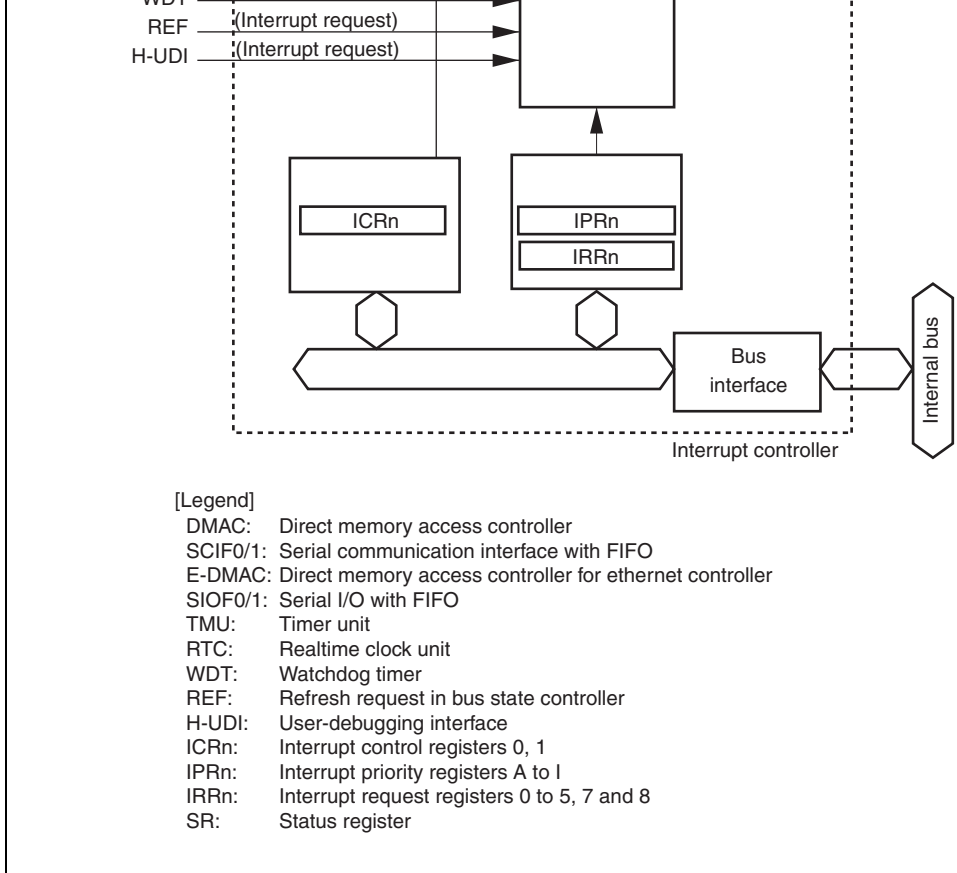 WDT
REF (Interrupt request)
H-UDI (Interrupt request)
ICRn
IPRn
IRRn
Bus
interface
Internal bus
Interrupt controller
[Legend]
DMAC: Direct memory access controller
SCIF0/1: Serial communication interface with FIFO
E-DMAC: Direct memory access controller for ethernet controller
SIOF0/1: Serial I/O with FIFO
TMU: Timer unit
RTC: Realtime clock unit
WDT: Watchdog timer
REF: Refresh request in bus state controller
H-UDI: User-debugging interface
ICRn: Interrupt control registers 0, 1
IPRn: Interrupt priority registers A to I
IRRn: Interrupt request registers 0 to 5, 7 and 8
SR: Status register